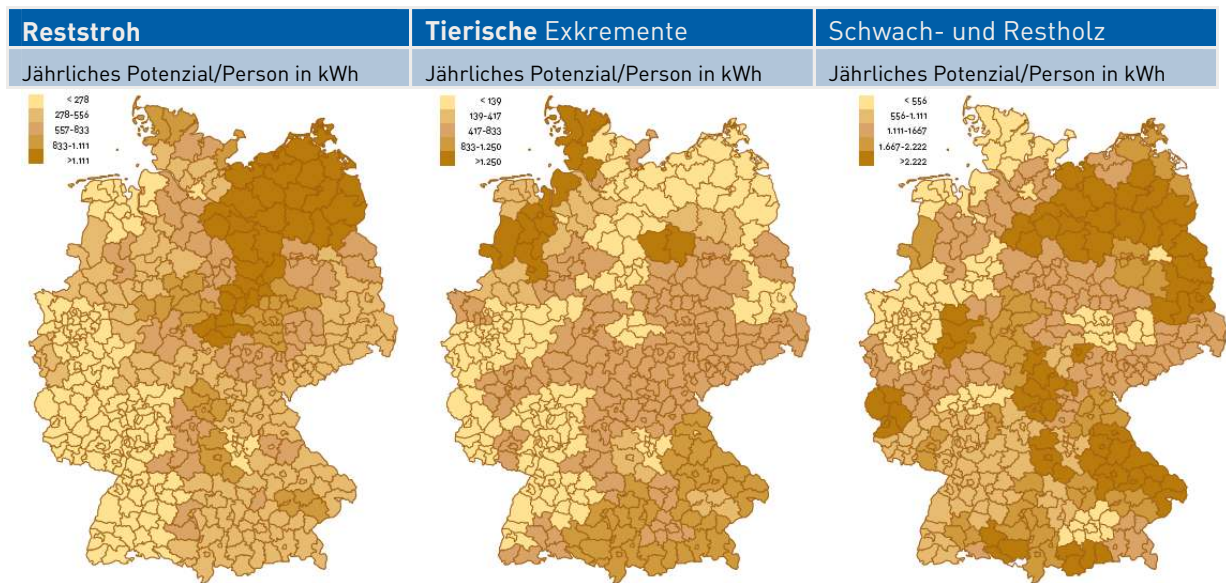 Reststroh
Tierische Exkremente
Schwach- und Restholz
Jährliches Potenzial/Person in kWh
Jährliches Potenzial/Person in kWh
Jährliches Potenzial/Person in kWh
< 278
278-556
557-833
833-1.111
>1.111
< 139
139-417
417-833
833-1.250
>1.250
< 556
556-1.111
1.111-1667
1.667-2.222
>2.222